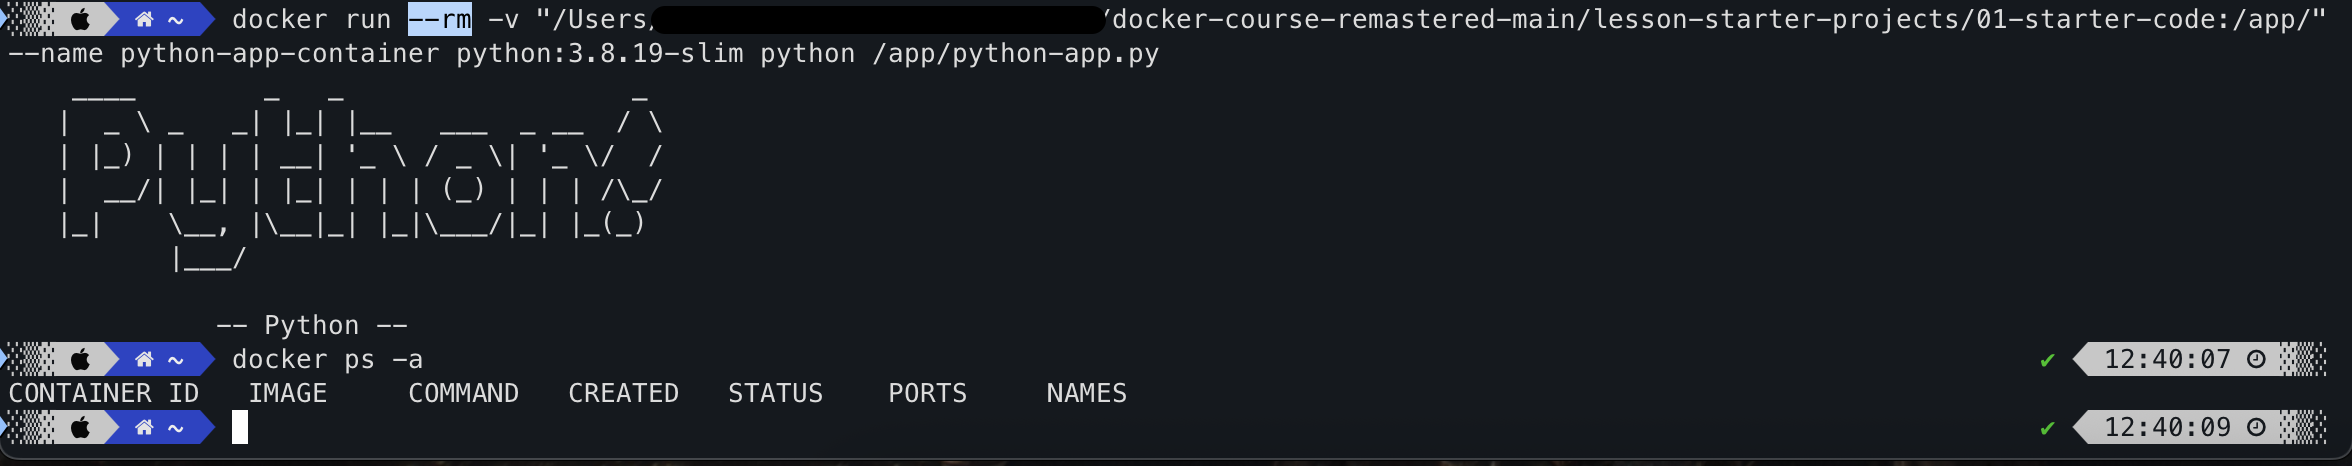 ~ docker run --rm -v "/Users/ /docker-course-remastered-main/lesson-starter-projects/01-starter-code:/app/"
--name python-app-container python:3.8.19-slim python /app/python-app.py
    ____        _   _                  _
   |  _ \ _   _| |_| |__   ___  _ __  / \
   | |_) | | | | __| '_ \ / _ \| '_ \/  /
   |  __/| |_| | |_| | | | (_) | | | /\_/
   |_|    \__, |\__|_| |_|\___/|_| |_(_)
          |___/
-- Python --
~ docker ps -a ✔ 12:40:07
CONTAINER ID   IMAGE     COMMAND   CREATED   STATUS    PORTS     NAMES
~ ✔ 12:40:09